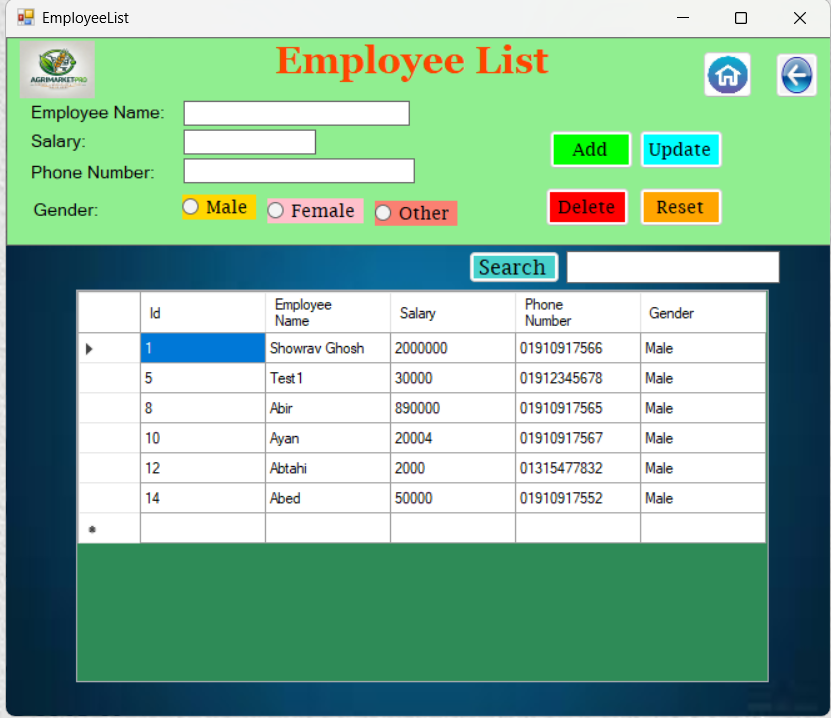 EmployeeList
AGRIMARKETPRO
Employee List
Employee Name:
Salary:
Phone Number:
Gender:
Male
Female
Other
Add
Update
Delete
Reset
Search
Id Employee Name Salary Phone Number Gender
1 Showrav Ghosh 2000000 01910917566 Male
5 Test1 30000 01912345678 Male
8 Abir 890000 01910917565 Male
10 Ayan 20004 01910917567 Male
12 Abtahi 2000 01315477832 Male
14 Abed 50000 01910917552 Male